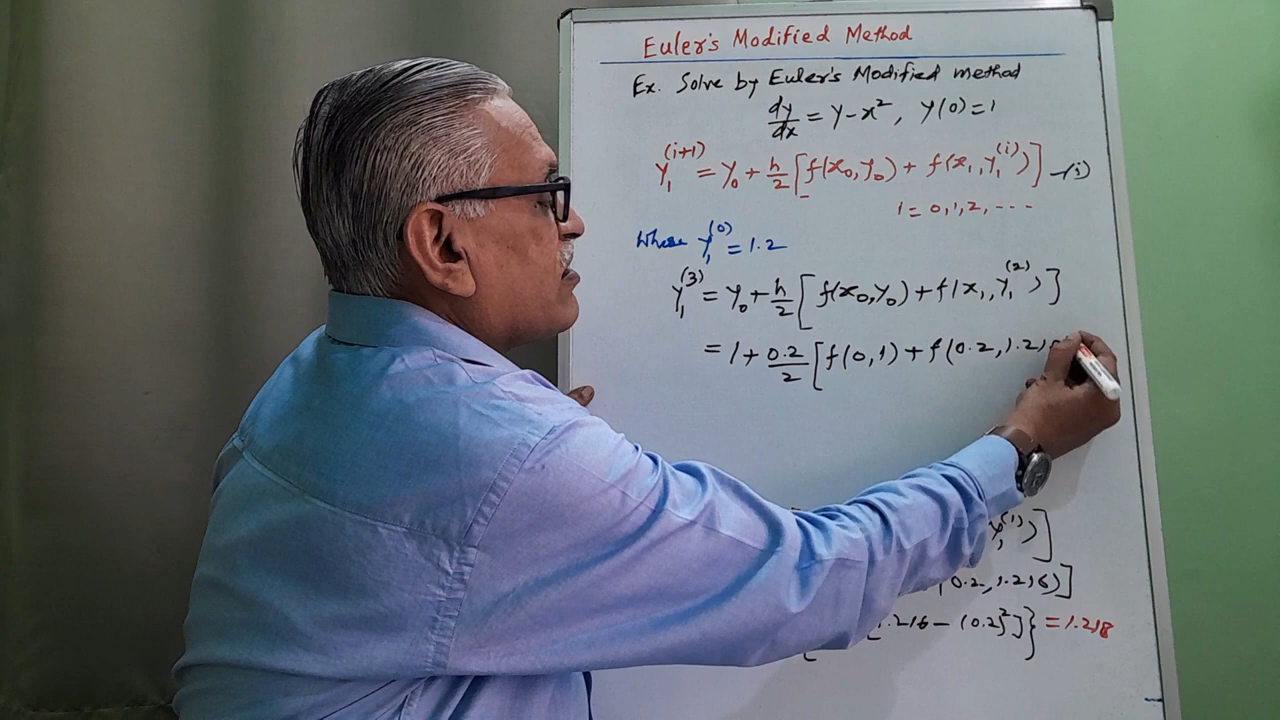 Euler's Modified Method
Ex. Solve by Euler's Modified method
dy/dx = y - x², y(0) = 1
y₁^(i+1) = y₀ + h/2 [f(x₀, y₀) + f(x₁, y₁^(i))] —(i)
i = 0, 1, 2, ---
Where y₁^(0) = 1.2
y₁^(3) = y₀ + h/2 [f(x₀, y₀) + f(x₁, y₁^(2))]
= 1 + 0.2/2 [f(0, 1) + f(0.2, 1.21
y₁^(1))]
(0.2, 1.216)]
.216 - (0.2)²]} = 1.218